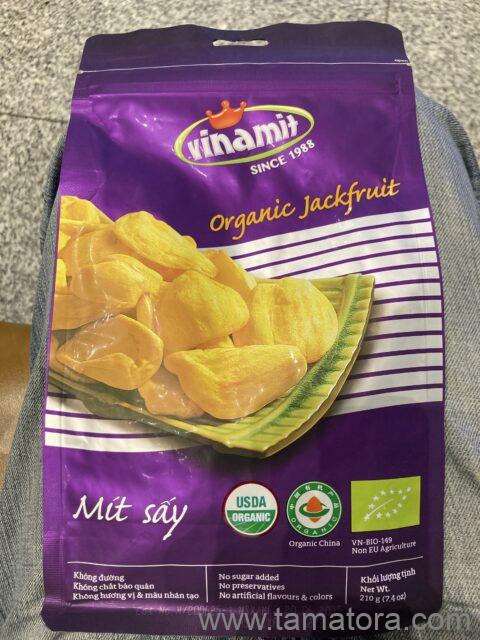 vinamit
SINCE 1988
Organic Jackfruit
Mít sấy
USDA
ORGANIC
ORGANIC
Organic China
VN-BIO-149
Non EU Agriculture
Không đường
Không chất bảo quản
Không hương vị & màu nhân tạo
No sugar added
No preservatives
No artificial flavours & colors
Khối lượng tịnh
Net Wt.
210 g (7.4 oz)
www.tamatora.com